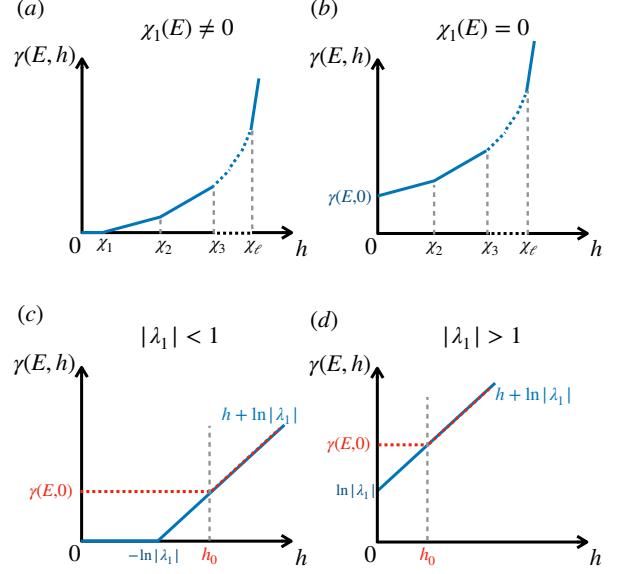 (a)
χ₁(E) ≠ 0
γ(E, h)
0
χ₁
χ₂
χ₃
χℓ
h
(b)
χ₁(E) = 0
γ(E, h)
γ(E,0)
0
χ₂
χ₃
χℓ
h
(c)
|λ₁| < 1
γ(E, h)
h + ln|λ₁|
γ(E,0)
0
−ln|λ₁|
h₀
h
(d)
|λ₁| > 1
γ(E, h)
h + ln|λ₁|
γ(E,0)
ln|λ₁|
0
h₀
h